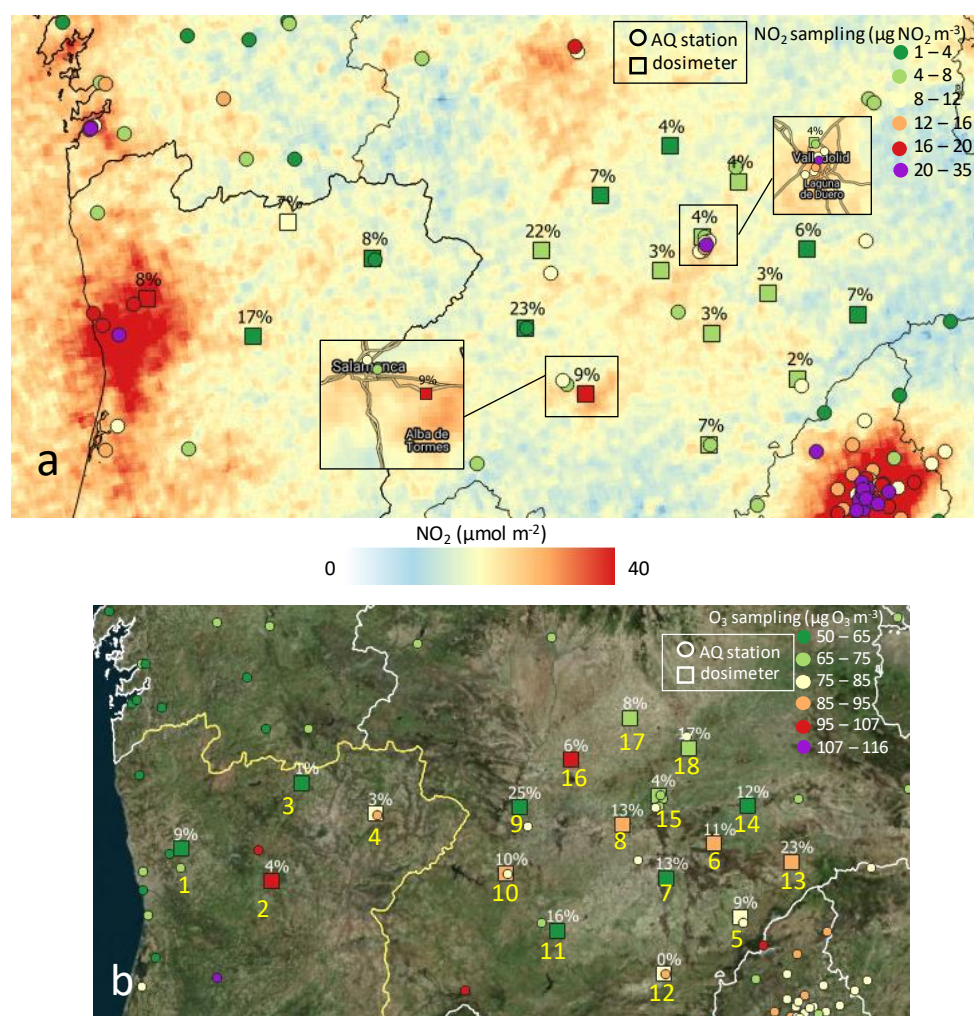 NO₂ sampling (µg NO₂ m⁻³)
AQ station
dosimeter
1 – 4
4 – 8
8 – 12
12 – 16
16 – 20
20 – 35
4%
4%
Valladolid
Laguna
de Duero
4%
7%
7%
4%
6%
8%
22%
3%
3%
8%
7%
17%
23%
3%
2%
Salamanca
9%
Alba de
Tormes
9%
7%
a
NO₂ (µmol m⁻²)
0
40
O₃ sampling (µg O₃ m⁻³)
AQ station
dosimeter
50 – 65
65 – 75
75 – 85
85 – 95
95 – 107
107 – 116
8%
17
17%
18
6%
16
1%
3
3%
4
25%
9
4%
15
12%
14
13%
8
11%
6
9%
1
4%
2
10%
10
13%
7
23%
13
16%
11
9%
5
0%
12
b